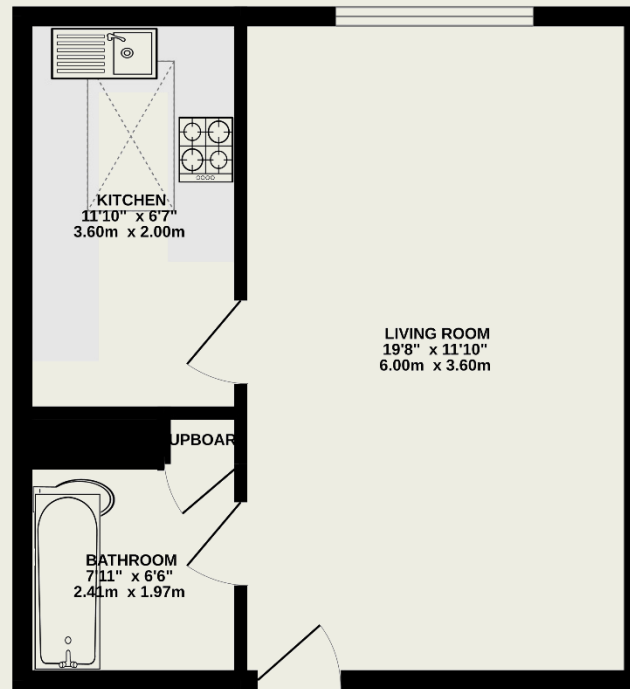 KITCHEN
11'10" x 6'7"
3.60m x 2.00m
LIVING ROOM
19'8" x 11'10"
6.00m x 3.60m
UPBOAR
BATHROOM
7'11" x 6'6"
2.41m x 1.97m